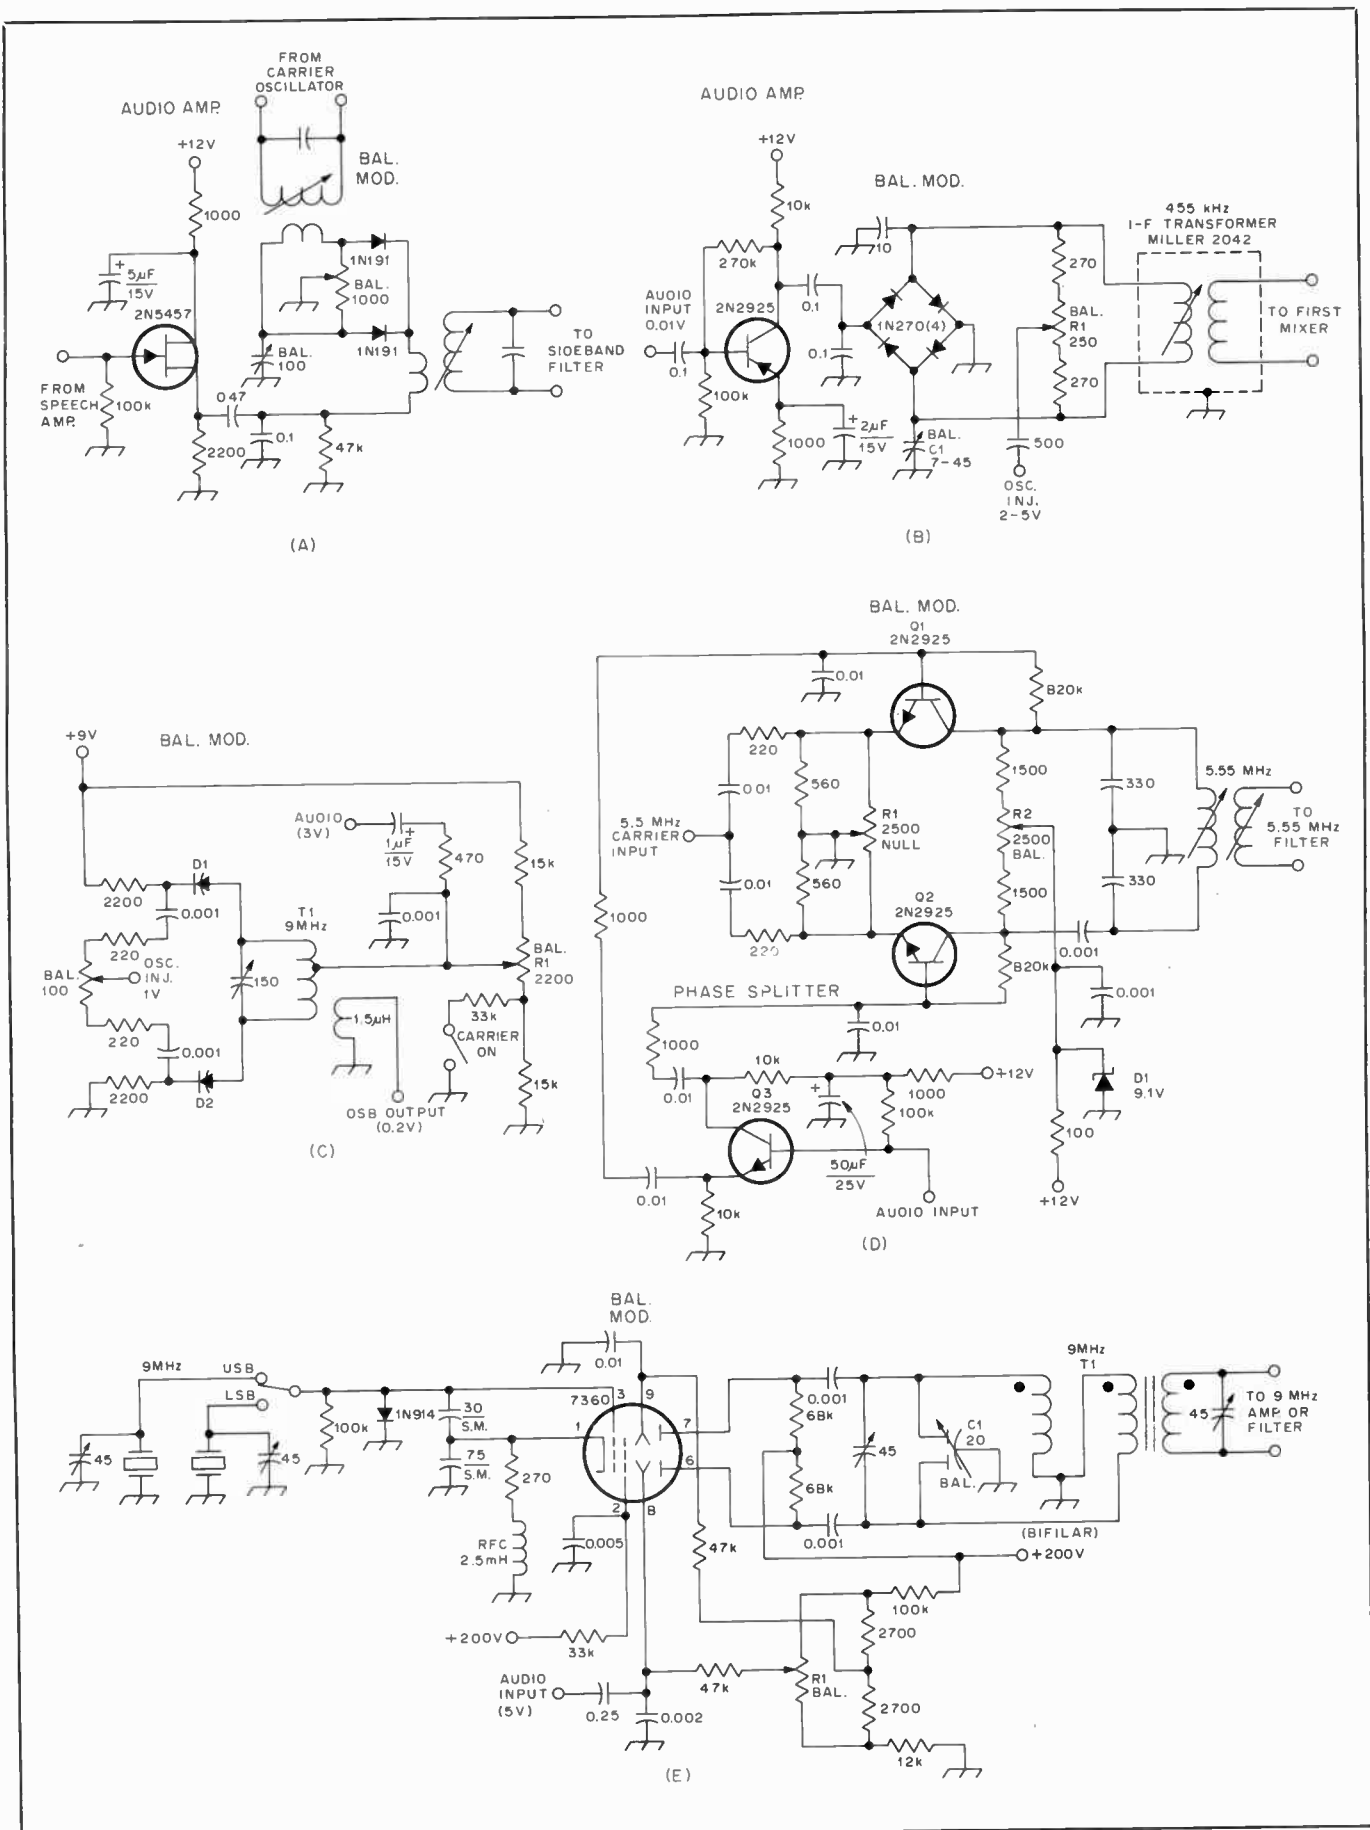 FROM
CARRIER
OSCILLATOR
AUDIO AMP.
+12V
BAL.
MOD.
1000
1N191
5µF
15V
+
BAL.
1000
2N5457
1N191
BAL.
100
TO
SIDEBAND
FILTER
FROM
SPEECH
AMP.
100k
0.47
0.1
2200
47k
(A)
AUDIO AMP.
+12V
BAL. MOD.
10k
455 kHz
I-F TRANSFORMER
MILLER 2042
10
270k
270
AUDIO
INPUT
0.01V
2N2925
0.1
1N270(4)
BAL.
R1
250
TO FIRST
MIXER
0.1
0.1
270
100k
+
2µF
15V
1000
BAL.
C1
7-45
500
OSC.
INJ.
2-5V
(B)
+9V
BAL. MOD.
AUDIO
(3V)
1µF
15V
+
470
15k
D1
2200
0.001
0.001
T1
9MHz
220
BAL.
100
OSC.
INJ.
1V
150
BAL.
R1
2200
220
1.5µH
33k
CARRIER
ON
0.001
2200
D2
15k
DSB OUTPUT
(0.2V)
(C)
BAL. MOD.
Q1
2N2925
0.01
820k
220
1500
330
5.55 MHz
0.01
560
5.5 MHz
CARRIER
INPUT
R1
2500
NULL
R2
2500
BAL.
TO
5.55 MHz
FILTER
0.01
560
1500
330
Q2
2N2925
1000
220
0.001
820k
PHASE SPLITTER
0.01
0.001
1000
10k
+12V
0.01
Q3
2N2925
+
1000
100k
D1
9.1V
50µF
25V
100
0.01
10k
AUDIO INPUT
+12V
(D)
BAL.
MOD.
0.01
9MHz
USB
LSB
7360
3
9
0.001
9MHz
T1
100k
1N914
30
S.M.
1
7
68k
C1
20
45
TO 9 MHz
AMP. OR
FILTER
45
45
75
S.M.
270
6
68k
45
BAL.
2
8
RFC
2.5mH
0.005
47k
0.001
(BIFILAR)
+200V
100k
+200V
33k
2700
AUDIO
INPUT
(5V)
47k
R1
BAL.
0.25
0.002
2700
12k
(E)